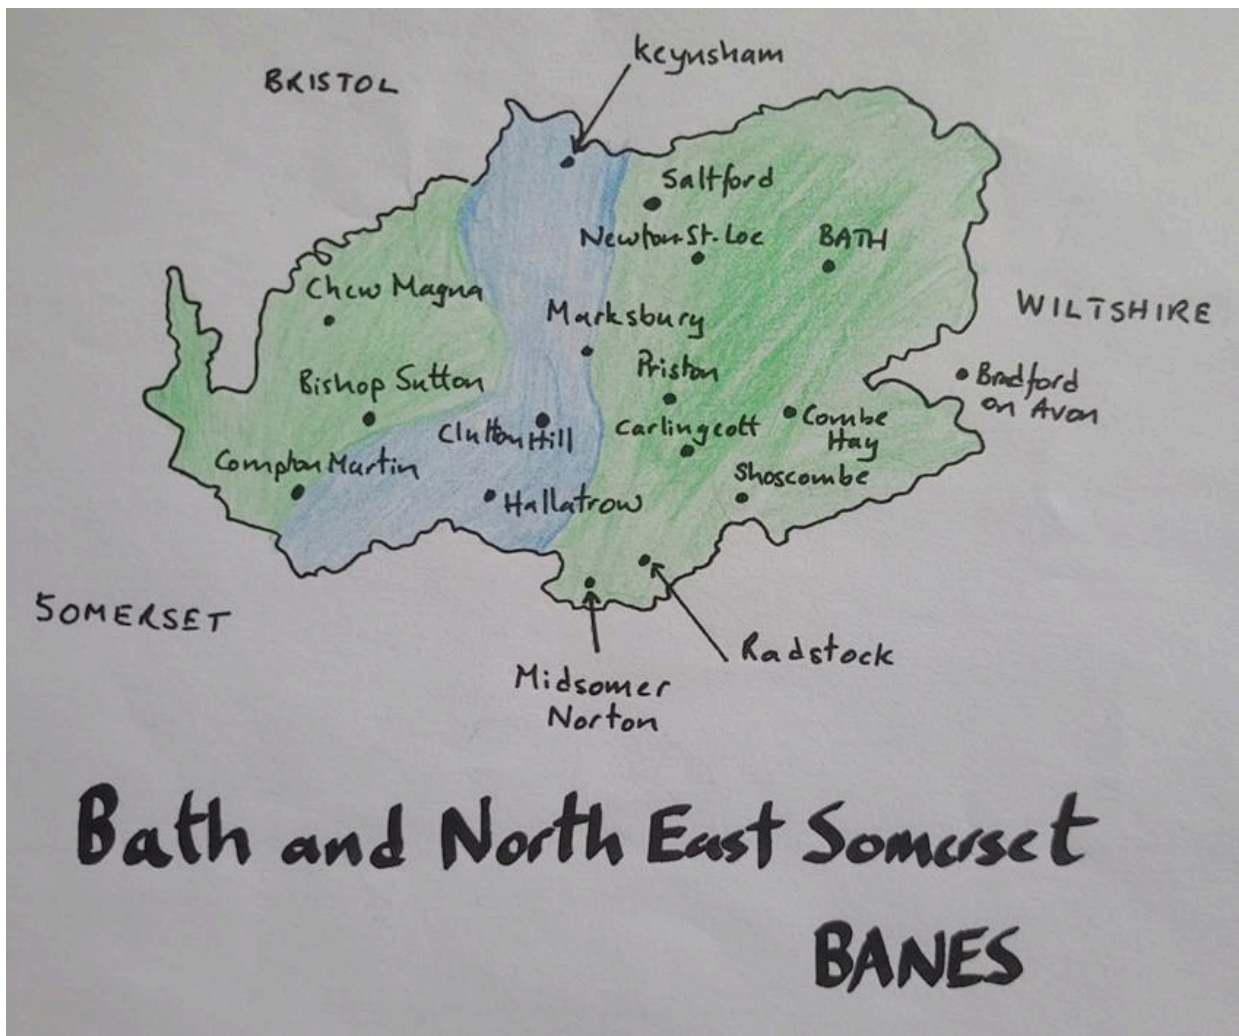 Keynsham
BRISTOL
Saltford
Newton-St.Loe
BATH
Chew Magna
WILTSHIRE
Marksbury
Priston
Bishop Sutton
Bradford
on Avon
Combe
Hay
Carlingcott
Clutton Hill
Compton Martin
Shoscombe
Hallatrow
SOMERSET
Radstock
Midsomer
Norton
Bath and North East Somerset
BANES